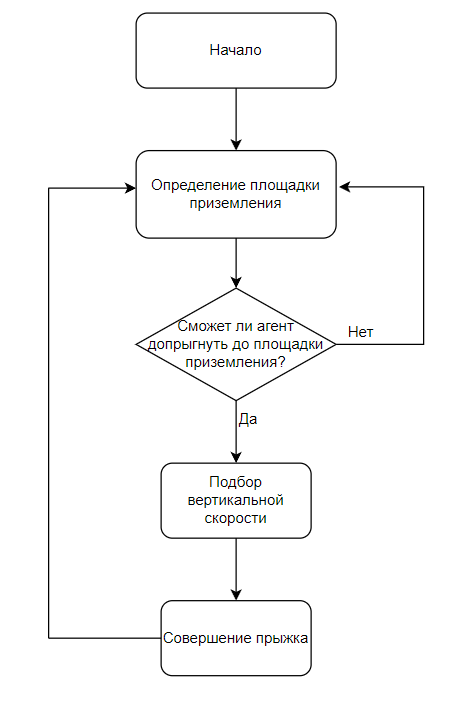 Начало
Определение площадки
приземления
Сможет ли агент
допрыгнуть до площадки
приземления?
Нет
Да
Подбор
вертикальной
скорости
Совершение прыжка